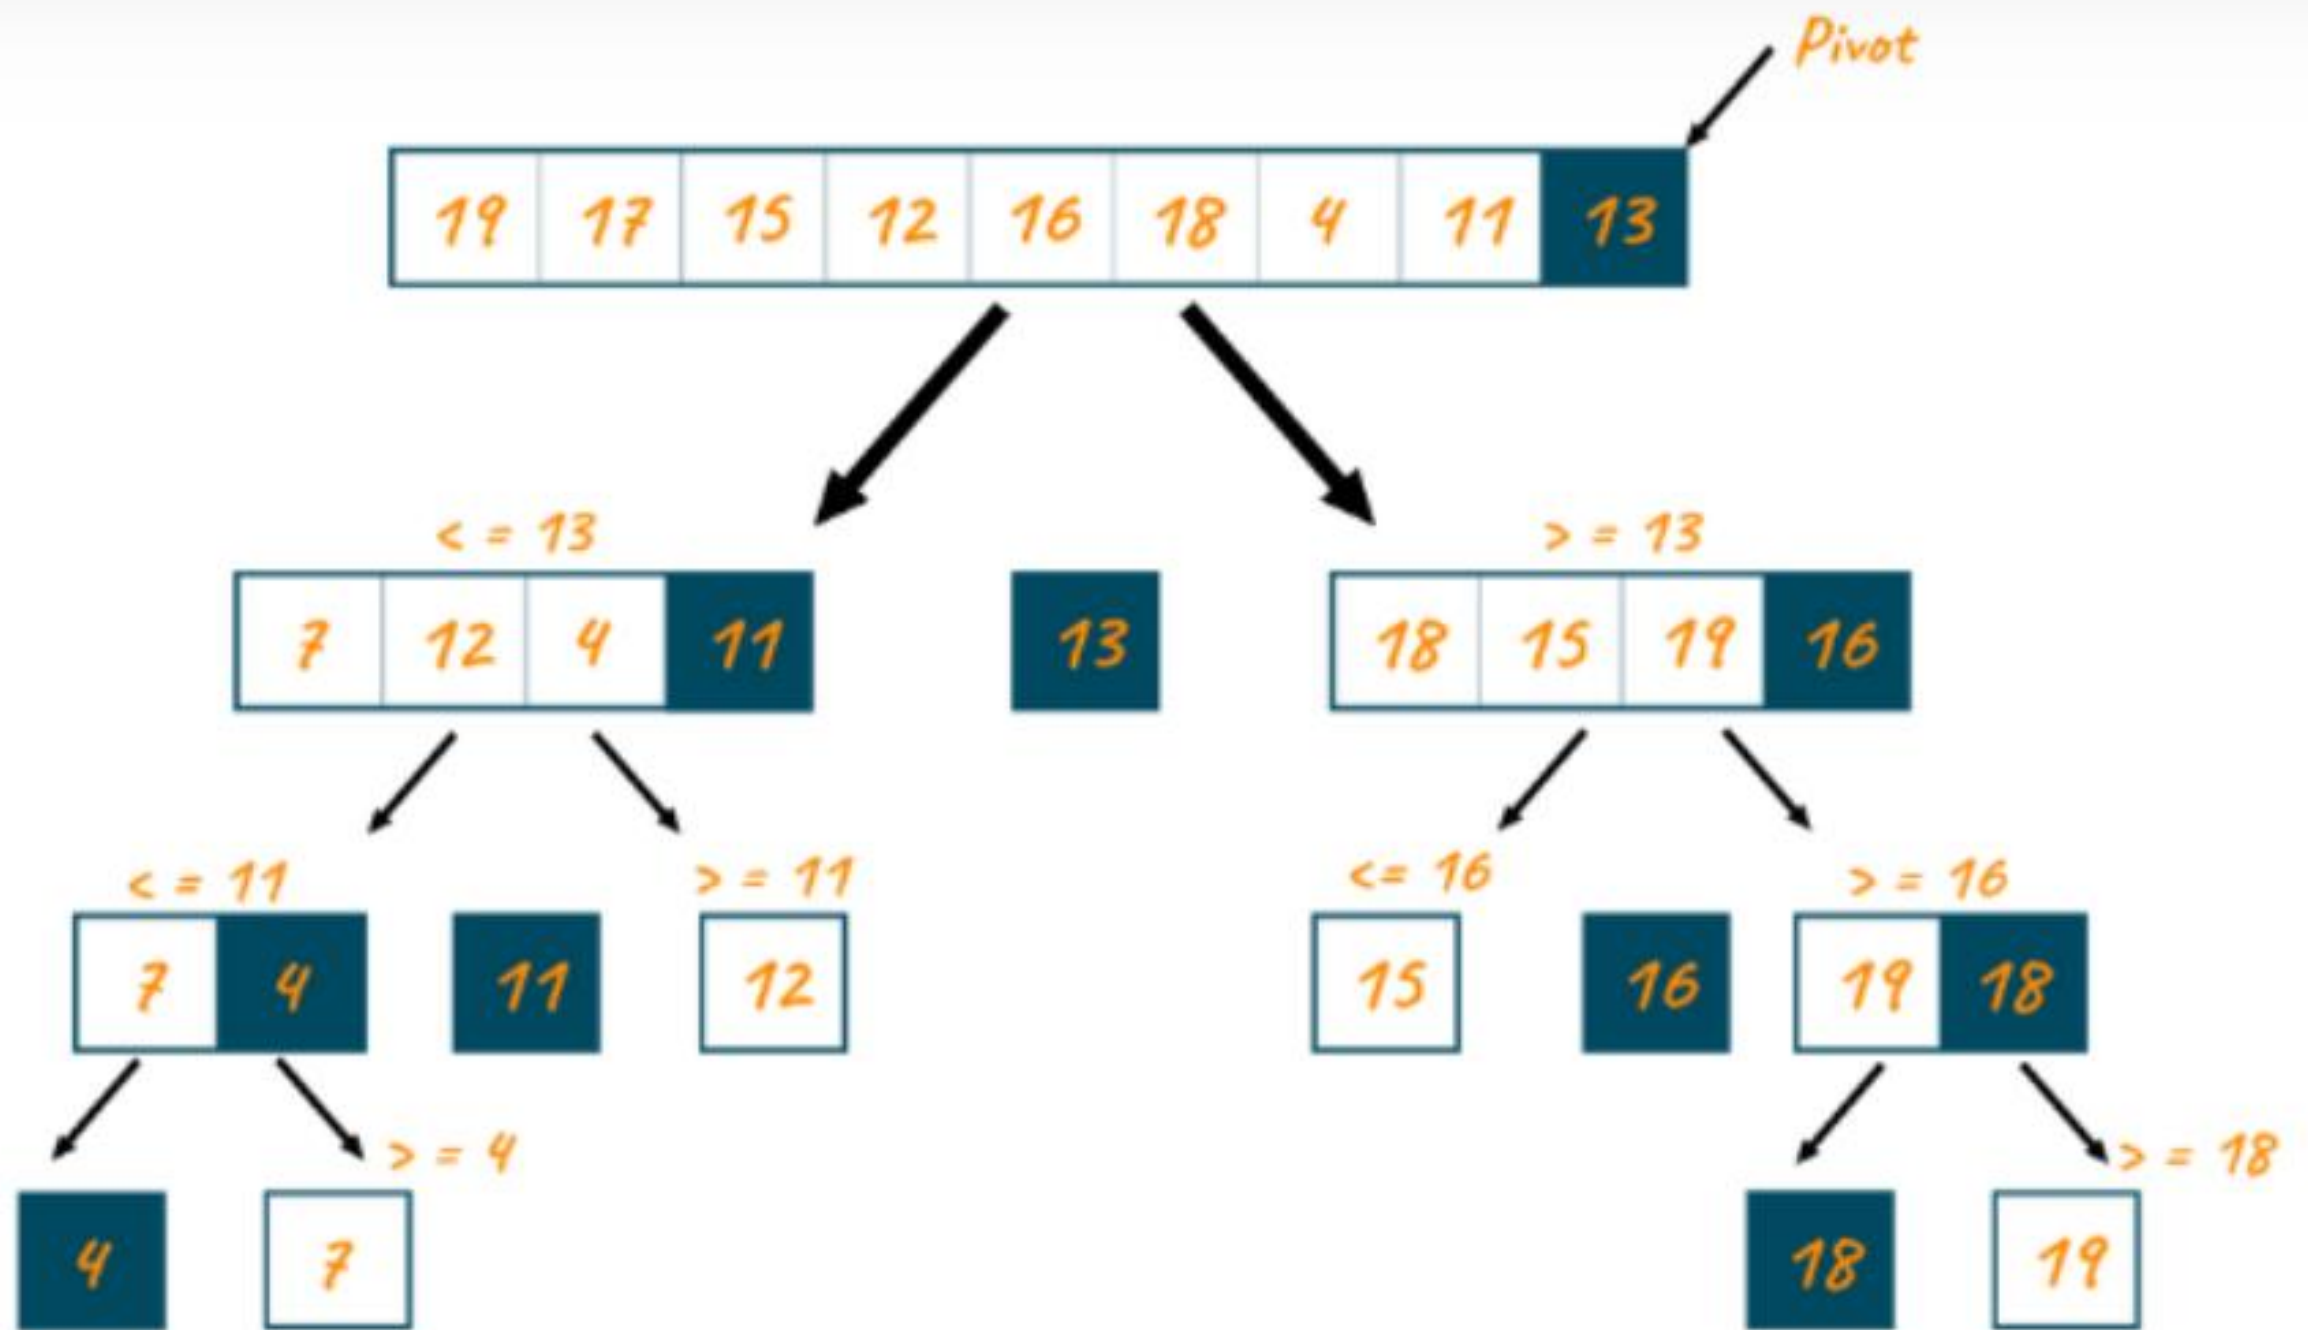 Pivot
19 17 15 12 16 18 4 11 13
< = 13 > = 13
7 12 4 11 13 18 15 19 16
< = 11 > = 11 <= 16 > = 16
7 4 11 12 15 16 19 18
> = 4 > = 18
4 7 18 19